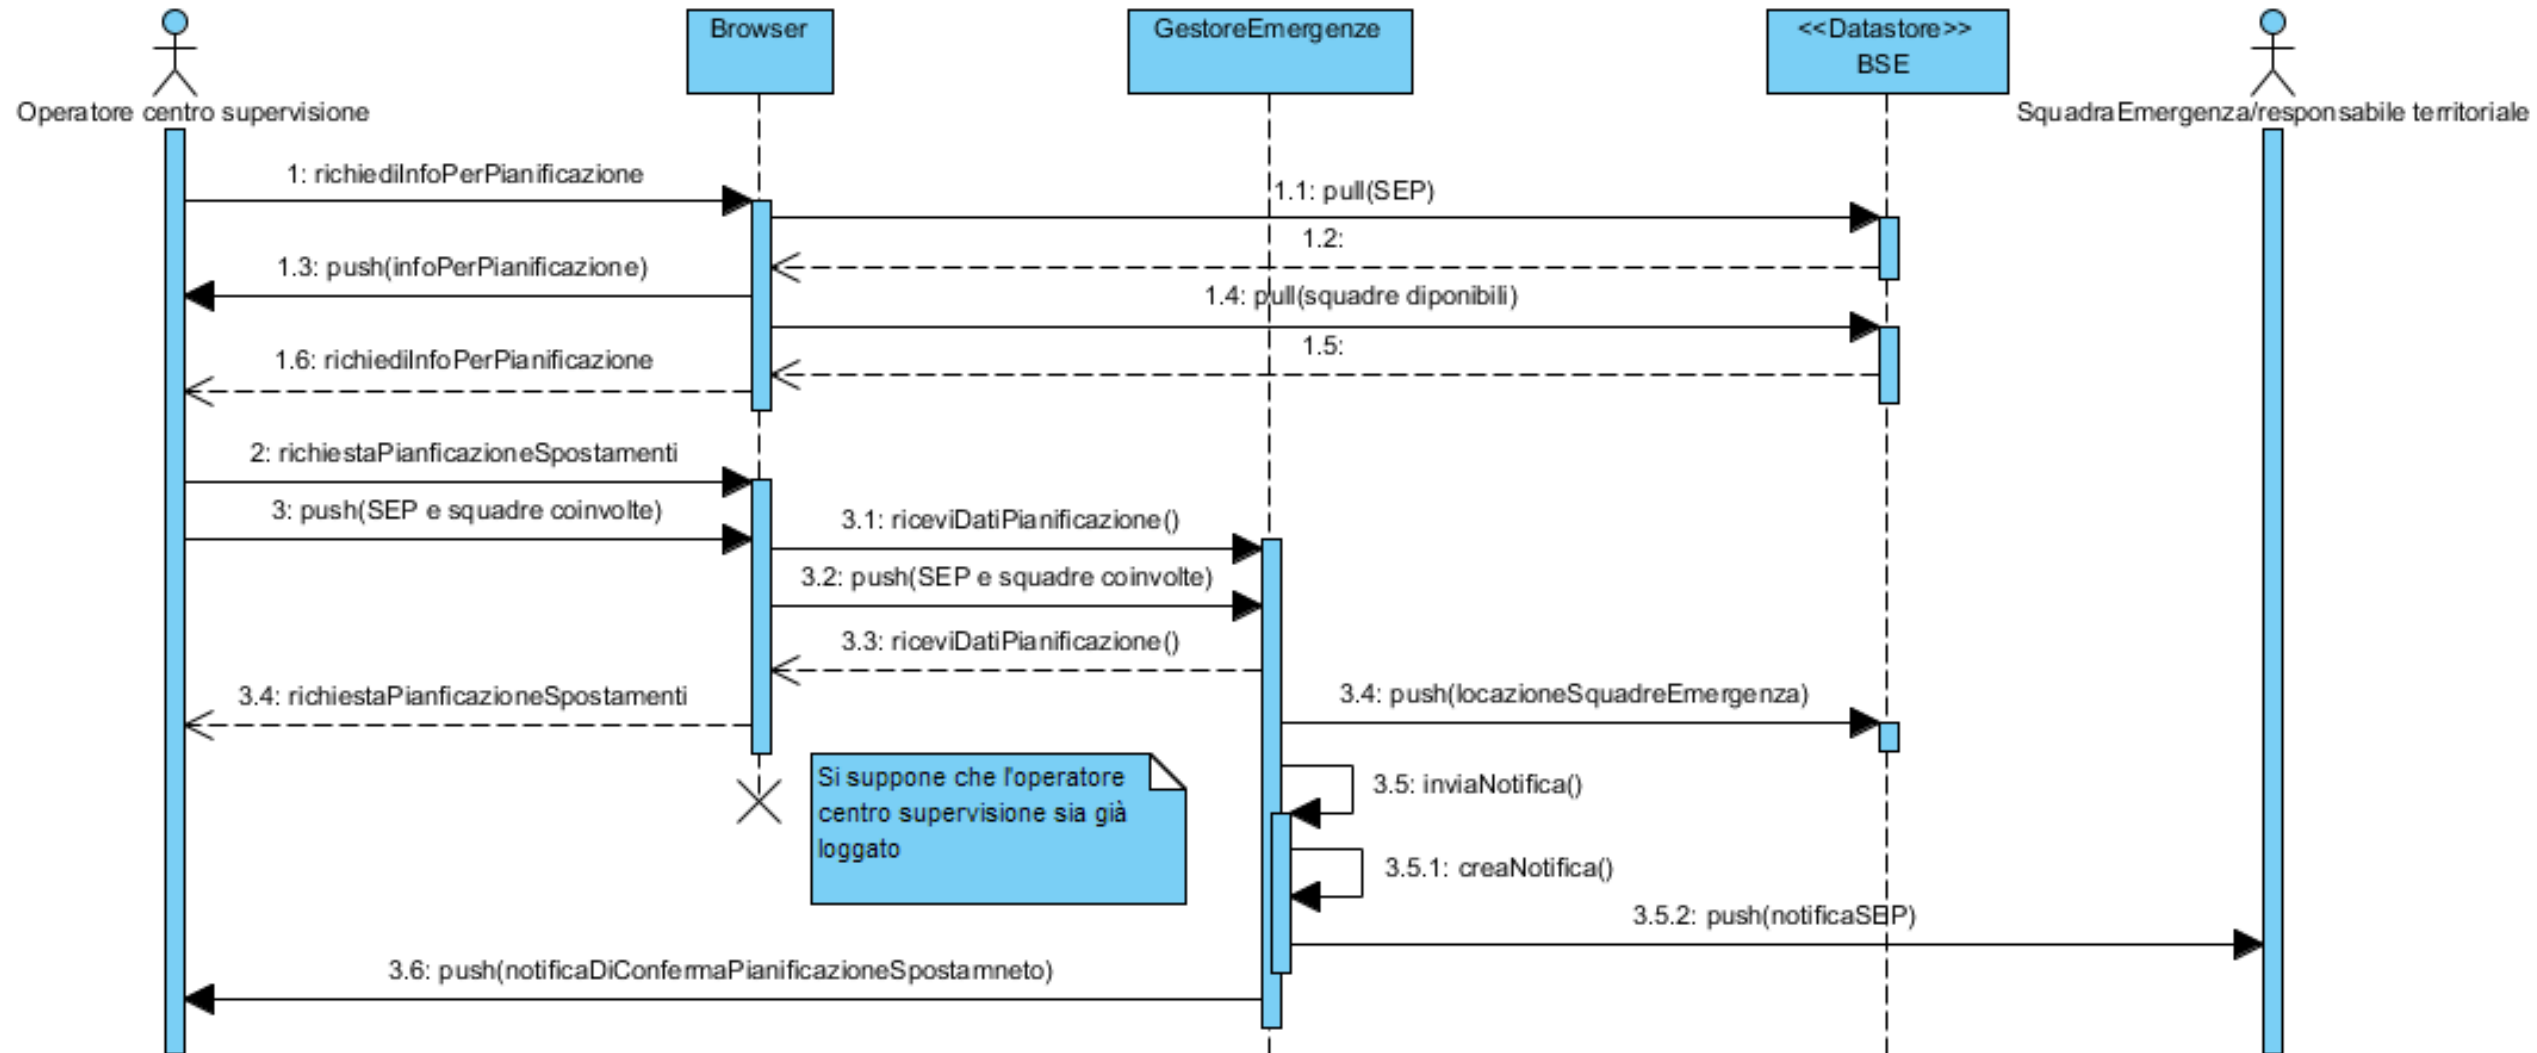 Browser
GestoreEmergenze
<<Datastore>>
BSE
Operatore centro supervisione
SquadraEmergenza/responsabile territoriale
1: richiediInfoPerPianificazione
1.1: pull(SEP)
1.2:
1.3: push(infoPerPianificazione)
1.4: pull(squadre diponibili)
1.5:
1.6: richiediInfoPerPianificazione
2: richiestaPianficazioneSpostamenti
3: push(SEP e squadre coinvolte)
3.1: riceviDatiPianificazione()
3.2: push(SEP e squadre coinvolte)
3.3: riceviDatiPianificazione()
3.4: richiestaPianficazioneSpostamenti
3.4: push(locazioneSquadreEmergenza)
Si suppone che l'operatore
centro supervisione sia già
loggato
3.5: inviaNotifica()
3.5.1: creaNotifica()
3.5.2: push(notificaSEP)
3.6: push(notificaDiConfermaPianificazioneSpostamneto)